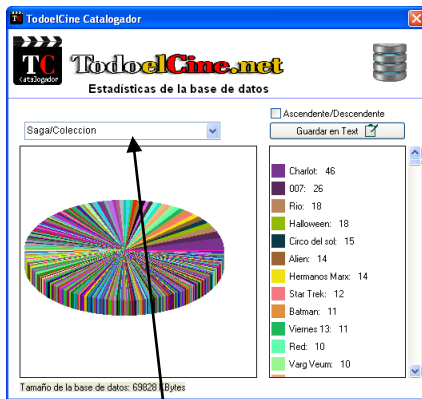 TodoelCine Catalogador
TC
catalogador
TodoelCine.net
Estadísticas de la base de datos
Ascendente/Descendente
Saga/Coleccion
Guardar en Text
Charlot: 46
007: 26
Rio: 18
Halloween: 18
Circo del sol: 15
Alien: 14
Hermanos Marx: 14
Star Trek: 12
Batman: 11
Viernes 13: 11
Red: 10
Varg Veum: 10
Tamaño de la base de datos: 69828 KBytes